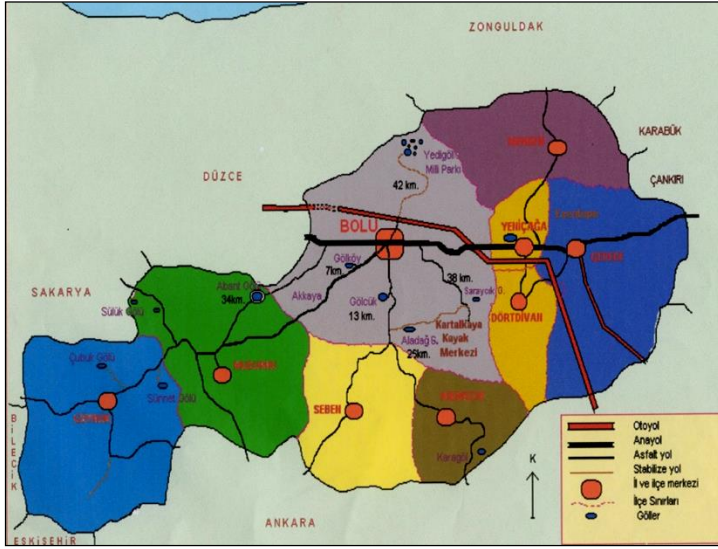 ZONGULDAK
KARABÜK
ÇANKIRI
DÜZCE
Yedigöl
Milli Parkı
42 km.
BOLU
YENİÇAĞA
Gölköy
7km.
38 km.
SAKARYA
Abant Gölü
34km.
Akkaya
Gölcük
13 km.
DÖRTDİVAN
Sülük Gölü
Aladağ G.
25km.
Kartalkaya
Kayak
Merkezi
Çubuk Gölü
Sünnet Gölü
SEBEN
Karagöl
BİLECİK
ESKİŞEHİR
ANKARA
K
Otoyol
Anayol
Asfalt yol
Stabilize yol
İl ve ilçe merkezi
İlçe Sınırları
Göller